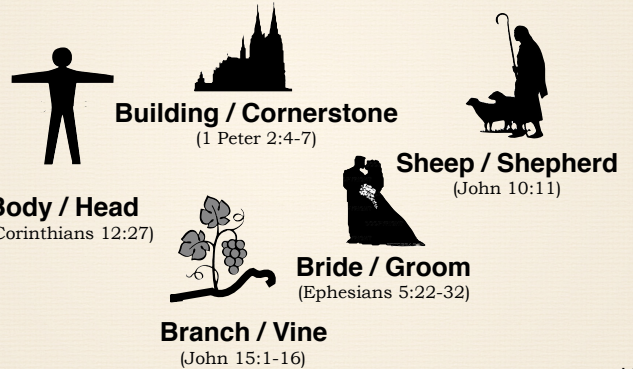 Building / Cornerstone
(1 Peter 2:4-7)
Sheep / Shepherd
(John 10:11)
Body / Head
Corinthians 12:27)
Bride / Groom
(Ephesians 5:22-32)
Branch / Vine
(John 15:1-16)